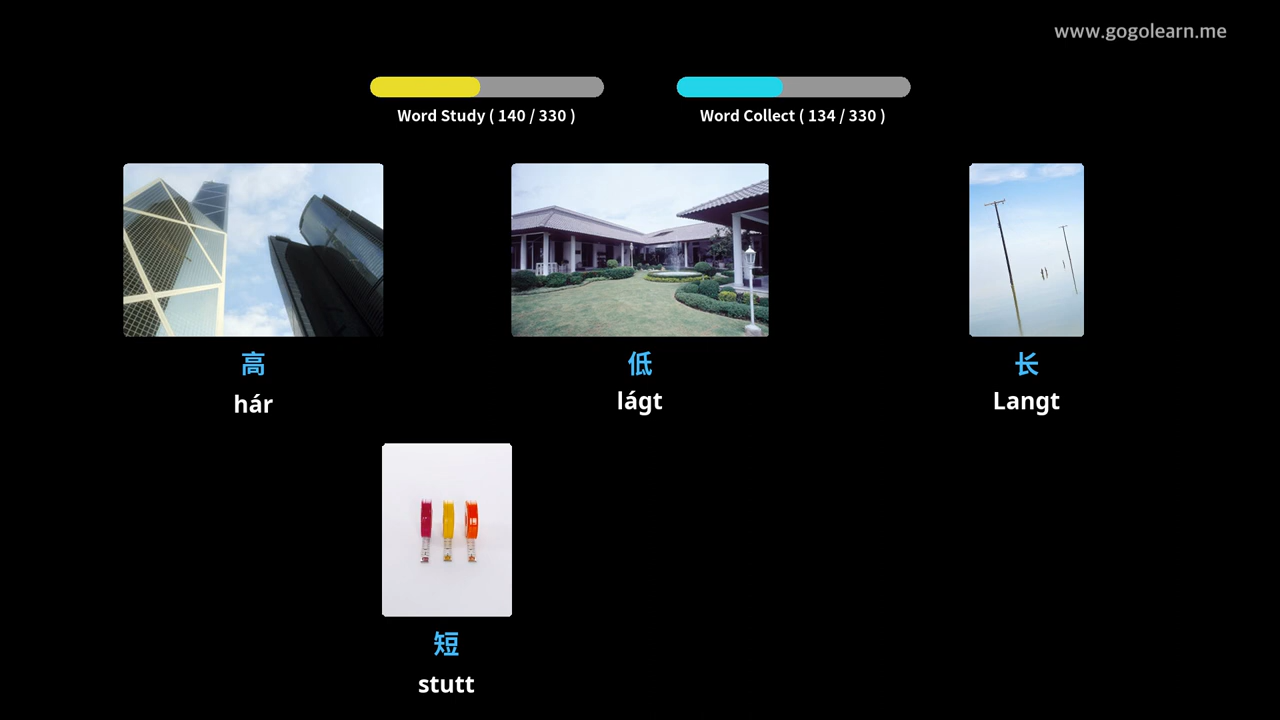 www.gogolearn.me
Word Study ( 140 / 330 )
Word Collect ( 134 / 330 )
高
hár
低
lágt
长
Langt
短
stutt